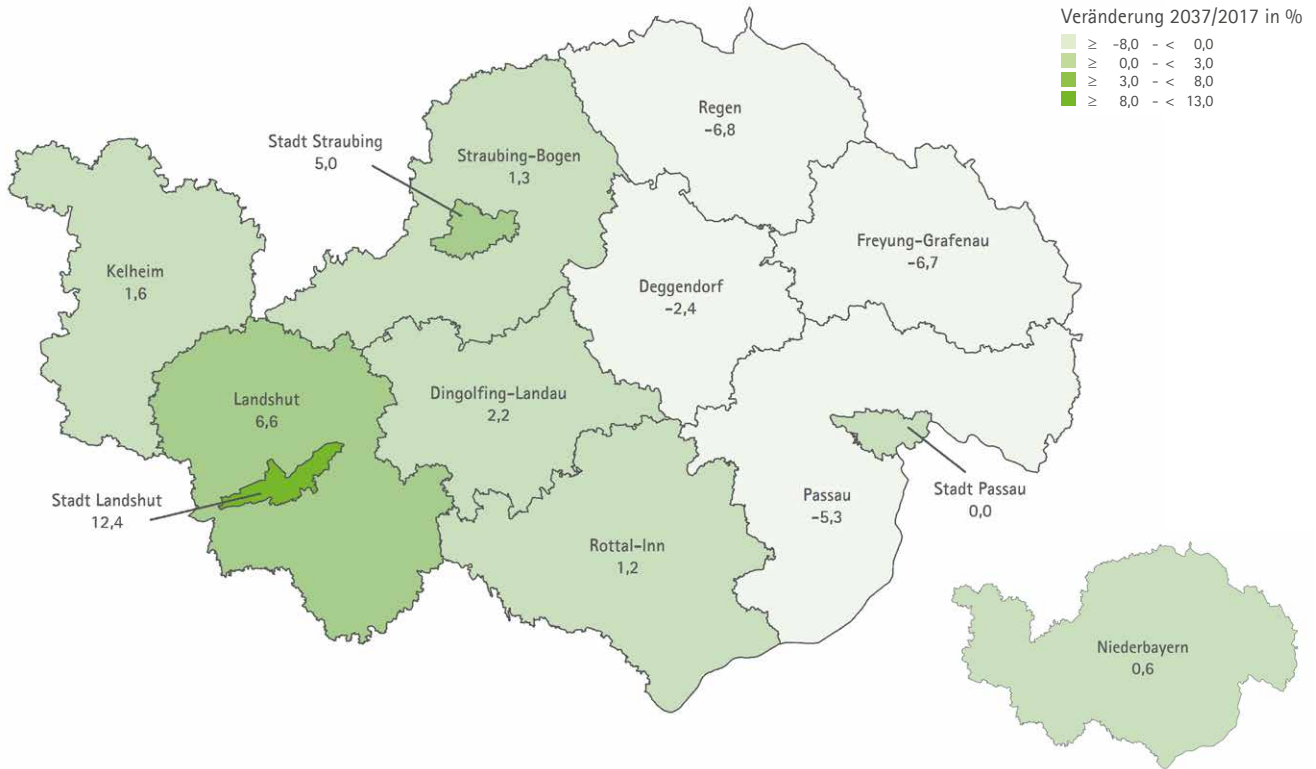 Veränderung 2037/2017 in %
≥ -8,0 - < 0,0
≥ 0,0 - < 3,0
≥ 3,0 - < 8,0
≥ 8,0 - < 13,0
Regen
-6,8
Stadt Straubing
5,0
Straubing-Bogen
1,3
Freyung-Grafenau
-6,7
Kelheim
1,6
Deggendorf
-2,4
Landshut
6,6
Dingolfing-Landau
2,2
Stadt Landshut
12,4
Passau
-5,3
Stadt Passau
0,0
Rottal-Inn
1,2
Niederbayern
0,6